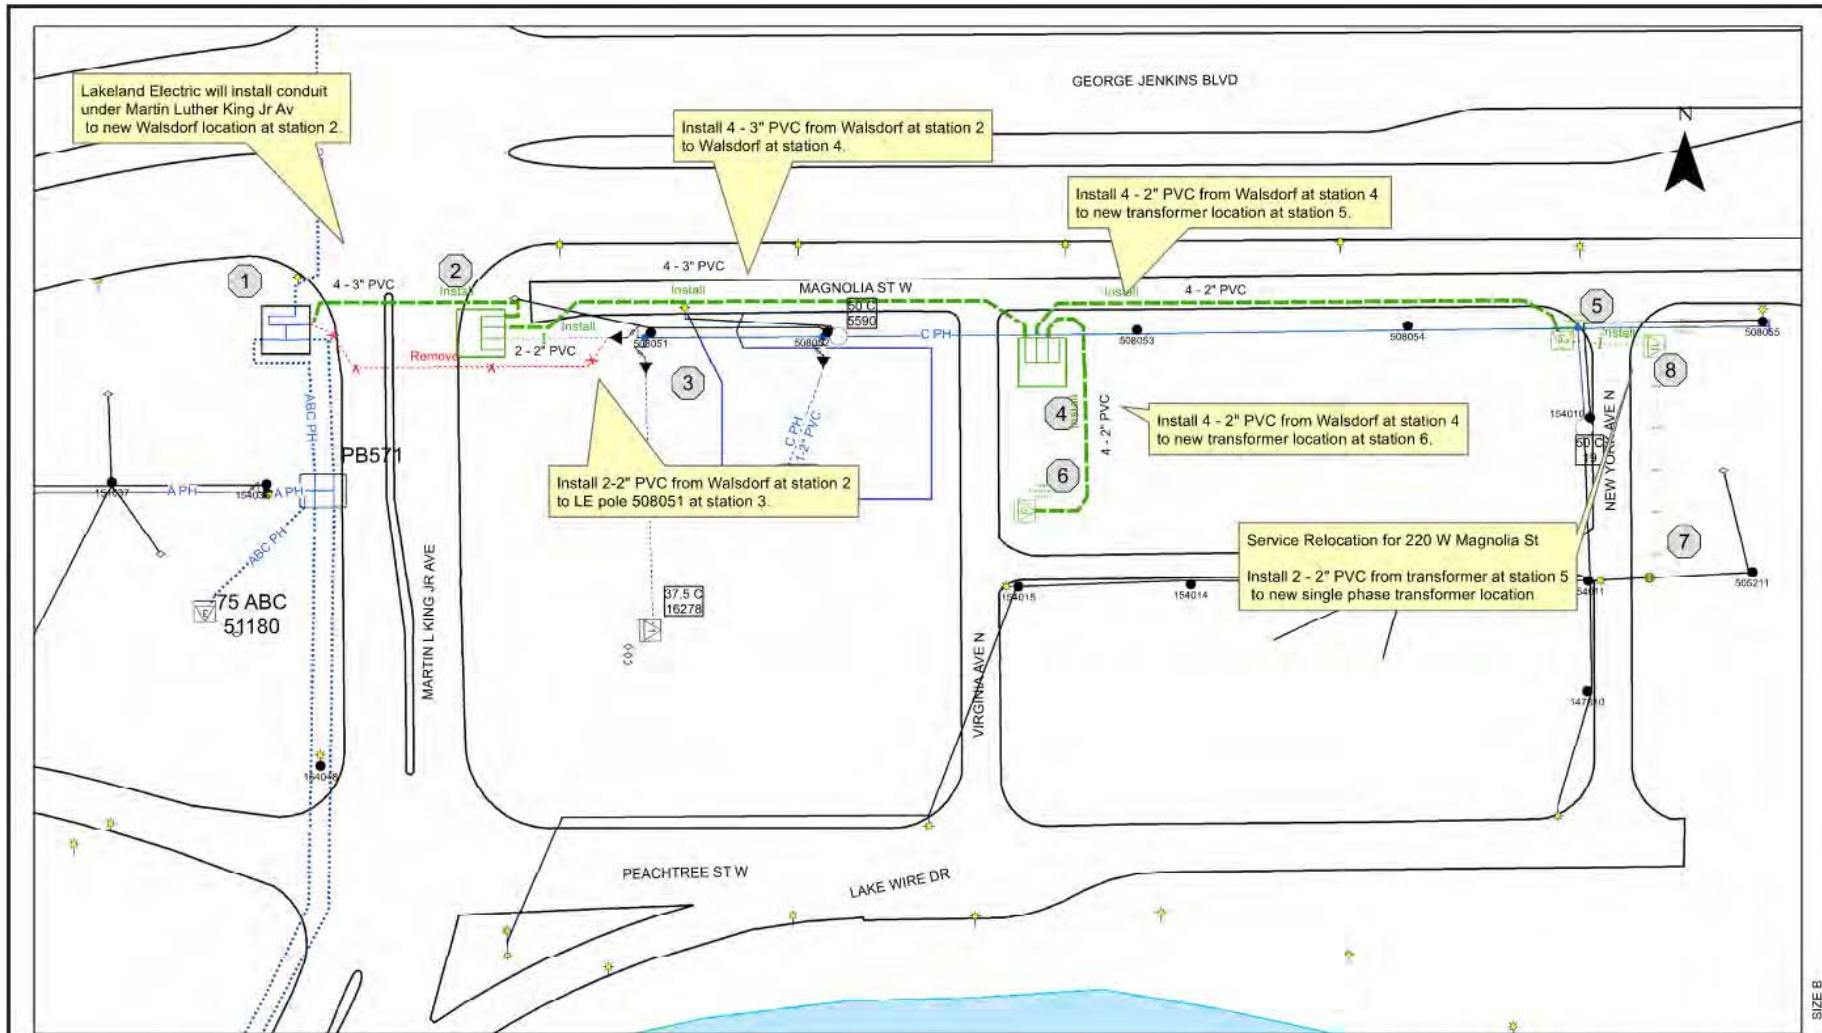 GEORGE JENKINS BLVD
Lakeland Electric will install conduit
under Martin Luther King Jr Av
to new Walsdorf location at station 2.
Install 4 - 3" PVC from Walsdorf at station 2
to Walsdorf at station 4.
N
Install 4 - 2" PVC from Walsdorf at station 4
to new transformer location at station 5.
1
4 - 3" PVC
2
Install
4 - 3" PVC
Install
MAGNOLIA ST W
50 C
5590
Install
4 - 2" PVC
5
Install
2 - 2" PVC
Remove
508051
508052
C PH
508053
508054
Install
508055
3
8
4
Install
4 - 2" PVC
Install 4 - 2" PVC from Walsdorf at station 4
to new transformer location at station 6.
154010
50 C
19
NEW YORK AVE N
ABC PH
PB571
C PH
1-2" PVC
A PH
A PH
Install 2-2" PVC from Walsdorf at station 2
to LE pole 508051 at station 3.
6
ABC PH
Service Relocation for 220 W Magnolia St
Install 2 - 2" PVC from transformer at station 5
to new single phase transformer location
7
505211
75 ABC
51180
MARTIN L KING JR AVE
37.5 C
16278
154015
154014
VIRGINIA AVE N
PEACHTREE ST W
LAKE WIRE DR
SIZE B